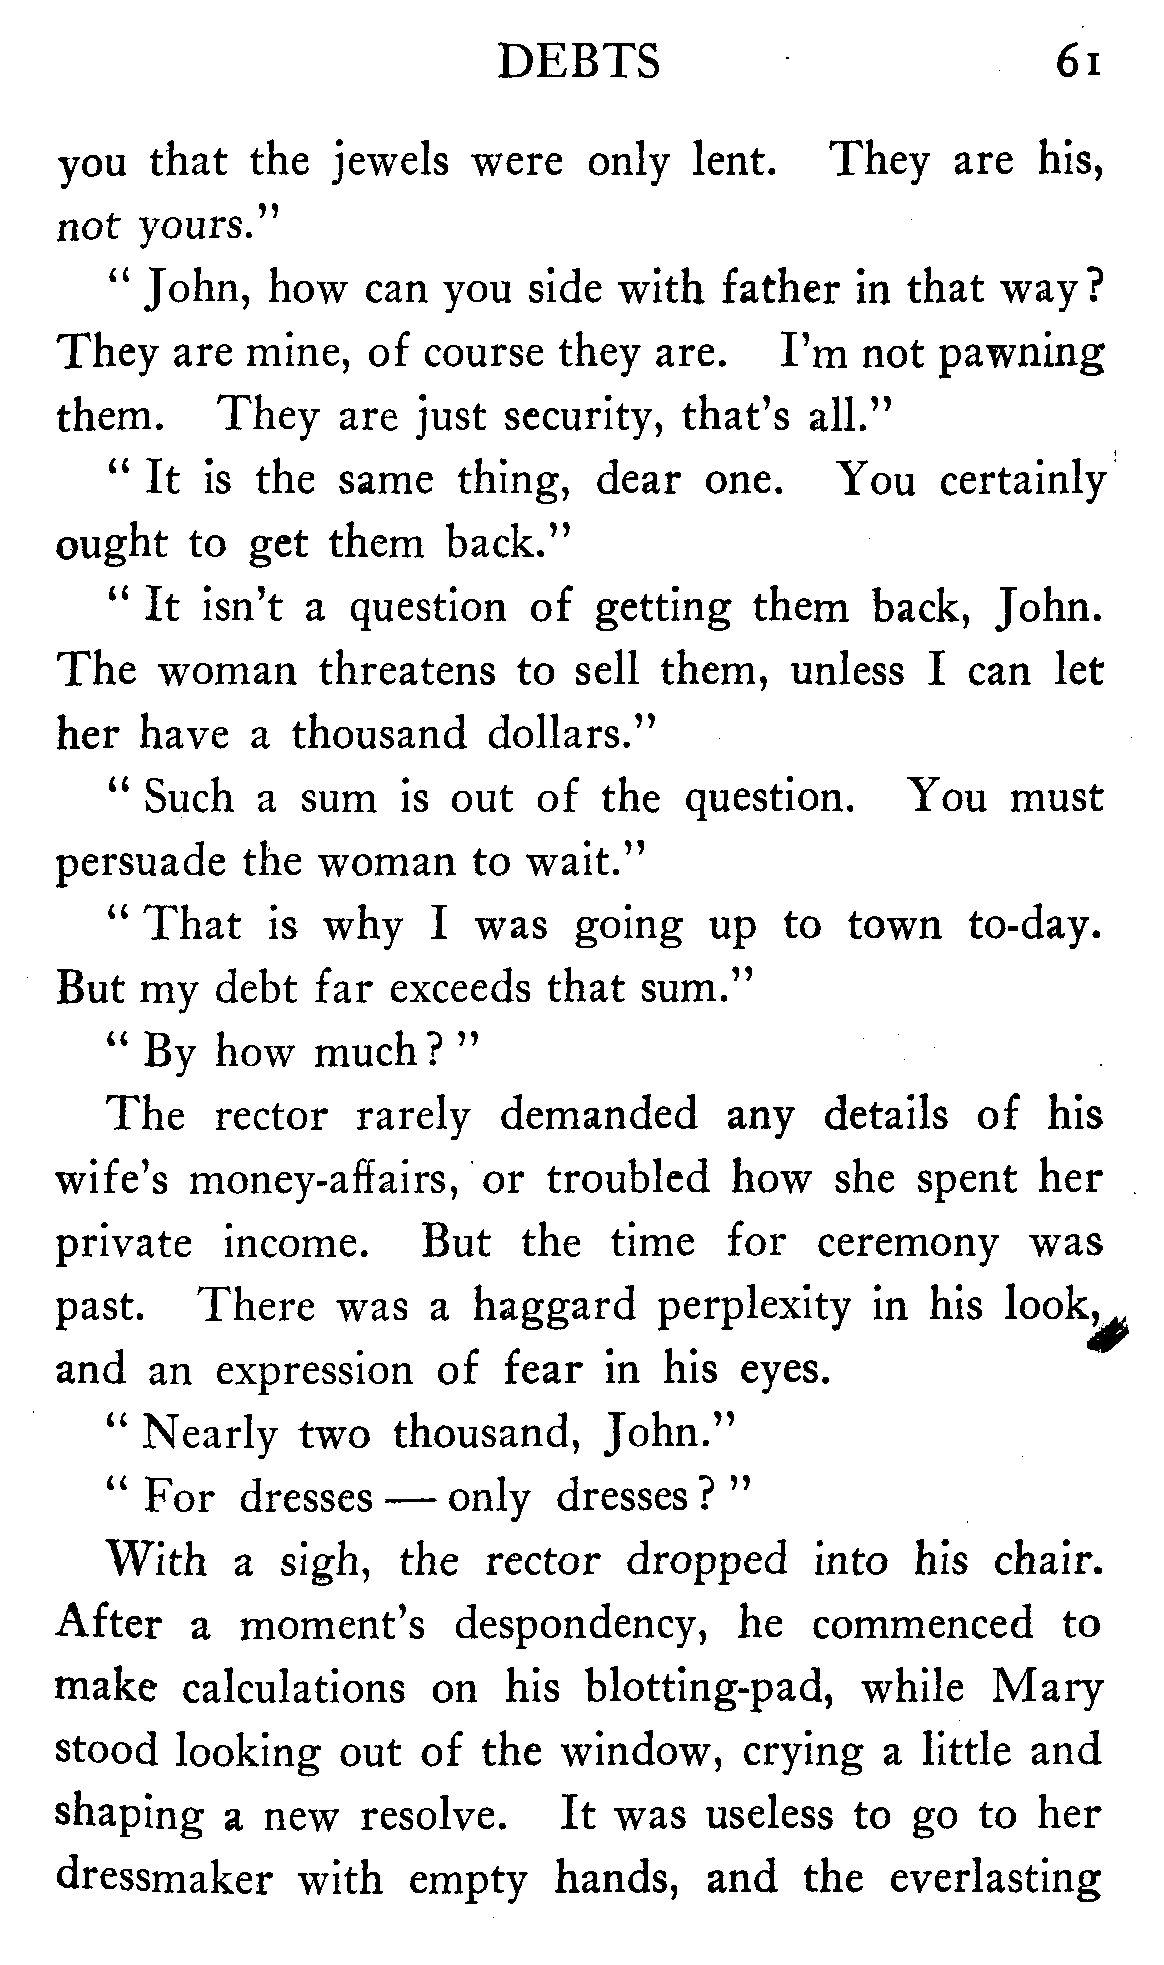 DEBTS 61
you that the jewels were only lent. They are his,
not yours."
" John, how can you side with father in that way?
They are mine, of course they are. I'm not pawning
them. They are just security, that's all."
" It is the same thing, dear one. You certainly
ought to get them back."
" It isn't a question of getting them back, John.
The woman threatens to sell them, unless I can let
her have a thousand dollars."
" Such a sum is out of the question. You must
persuade the woman to wait."
" That is why I was going up to town to-day.
But my debt far exceeds that sum."
" By how much? "
The rector rarely demanded any details of his
wife's money-affairs, or troubled how she spent her
private income. But the time for ceremony was
past. There was a haggard perplexity in his look,
and an expression of fear in his eyes.
" Nearly two thousand, John."
" For dresses — only dresses? "
With a sigh, the rector dropped into his chair.
After a moment's despondency, he commenced to
make calculations on his blotting-pad, while Mary
stood looking out of the window, crying a little and
shaping a new resolve. It was useless to go to her
dressmaker with empty hands, and the everlasting